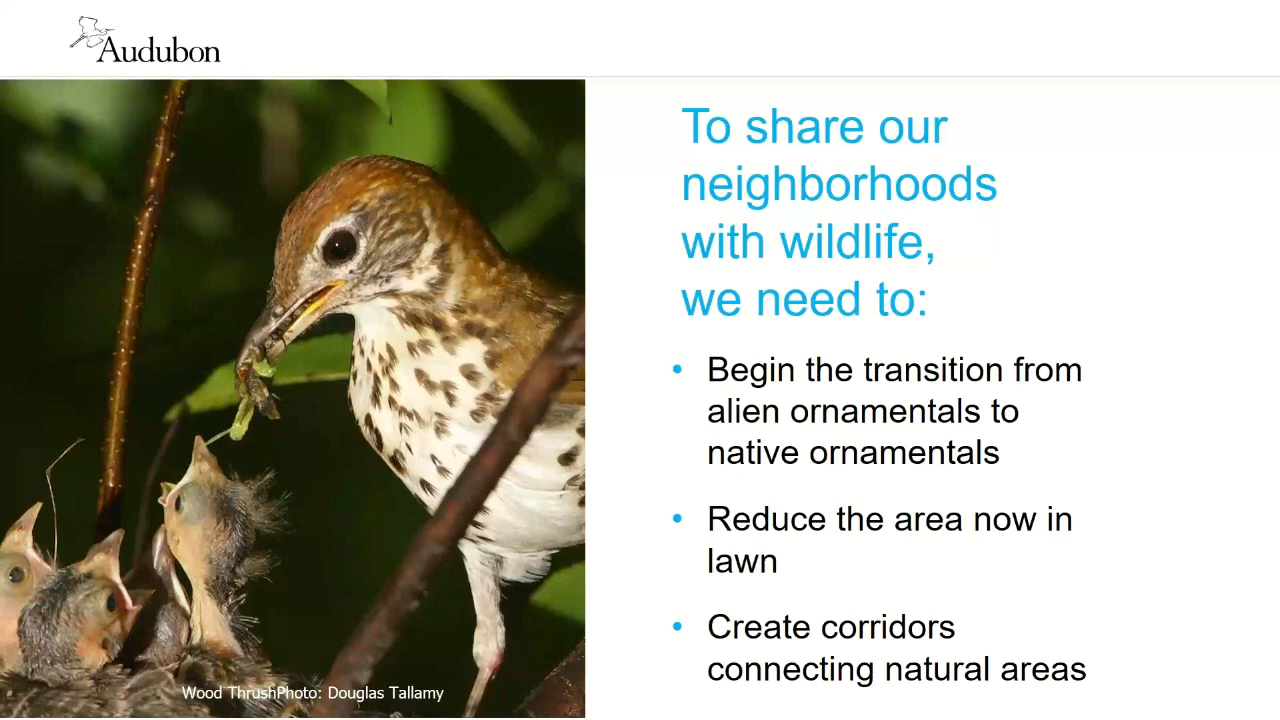 Audubon
To share our
neighborhoods
with wildlife,
we need to:
• Begin the transition from
alien ornamentals to
native ornamentals
• Reduce the area now in
lawn
• Create corridors
connecting natural areas
Wood ThrushPhoto: Douglas Tallamy